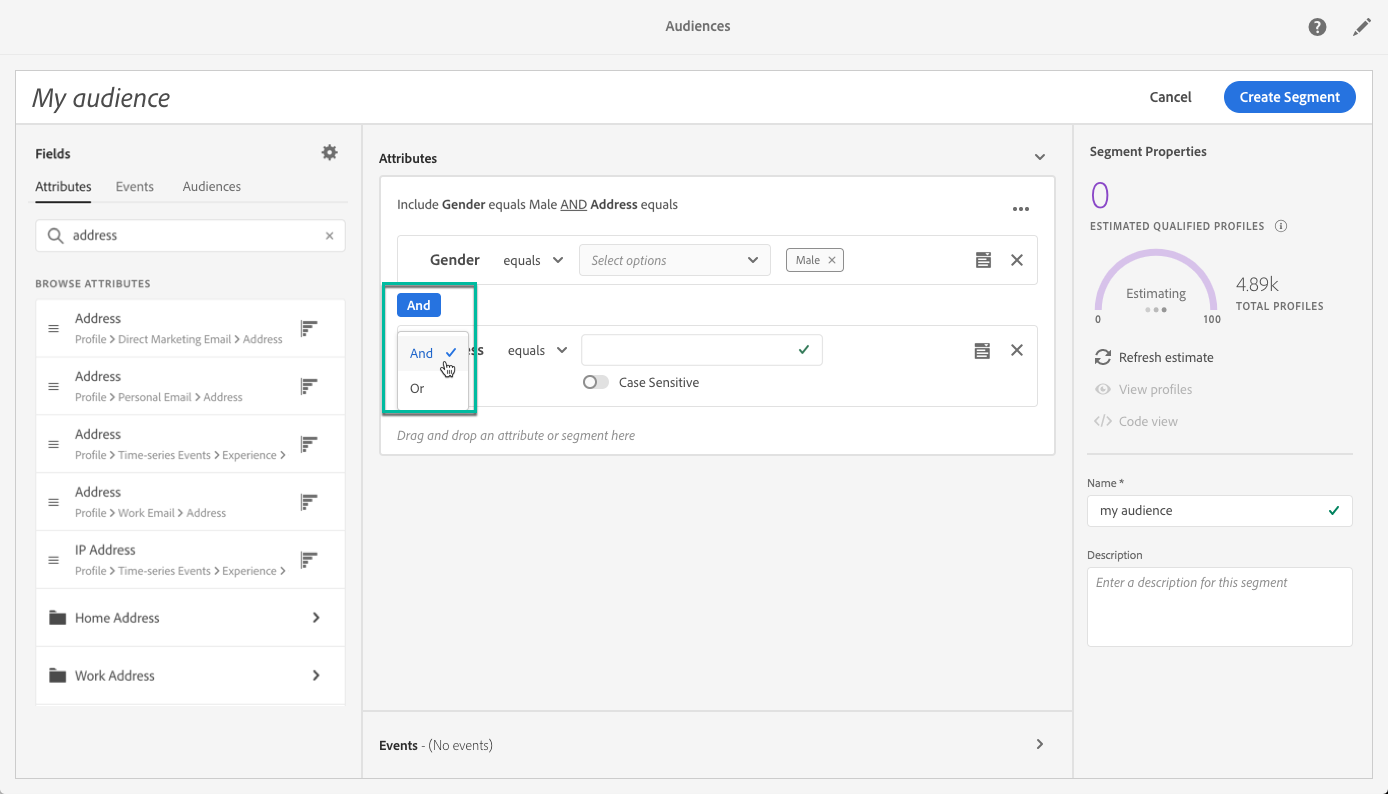 Audiences
My audience
Cancel
Create Segment
Fields
Attributes
Events
Audiences
address
BROWSE ATTRIBUTES
Address
Profile > Direct Marketing Email > Address
Address
Profile > Personal Email > Address
Address
Profile > Time-series Events > Experience >
Address
Profile > Work Email > Address
IP Address
Profile > Time-series Events > Experience >
Home Address
Work Address
Attributes
Include Gender equals Male AND Address equals
Gender equals Select options Male
And
ess equals
And
Or
Case Sensitive
Drag and drop an attribute or segment here
Events - (No events)
Segment Properties
0
ESTIMATED QUALIFIED PROFILES
Estimating
0 100
4.89k
TOTAL PROFILES
Refresh estimate
View profiles
Code view
Name *
my audience
Description
Enter a description for this segment